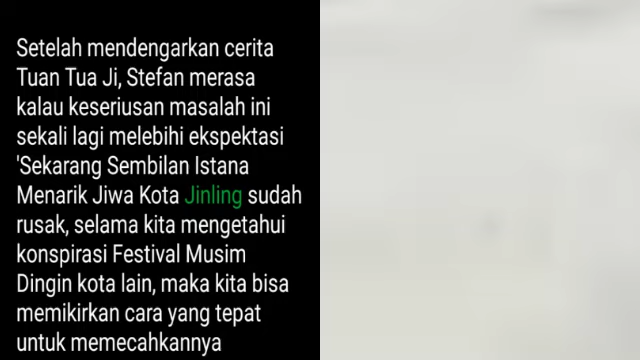 Setelah mendengarkan cerita
Tuan Tua Ji, Stefan merasa
kalau keseriusan masalah ini
sekali lagi melebihi ekspektasi
'Sekarang Sembilan Istana
Menarik Jiwa Kota Jinling sudah
rusak, selama kita mengetahui
konspirasi Festival Musim
Dingin kota lain, maka kita bisa
memikirkan cara yang tepat
untuk memecahkannya